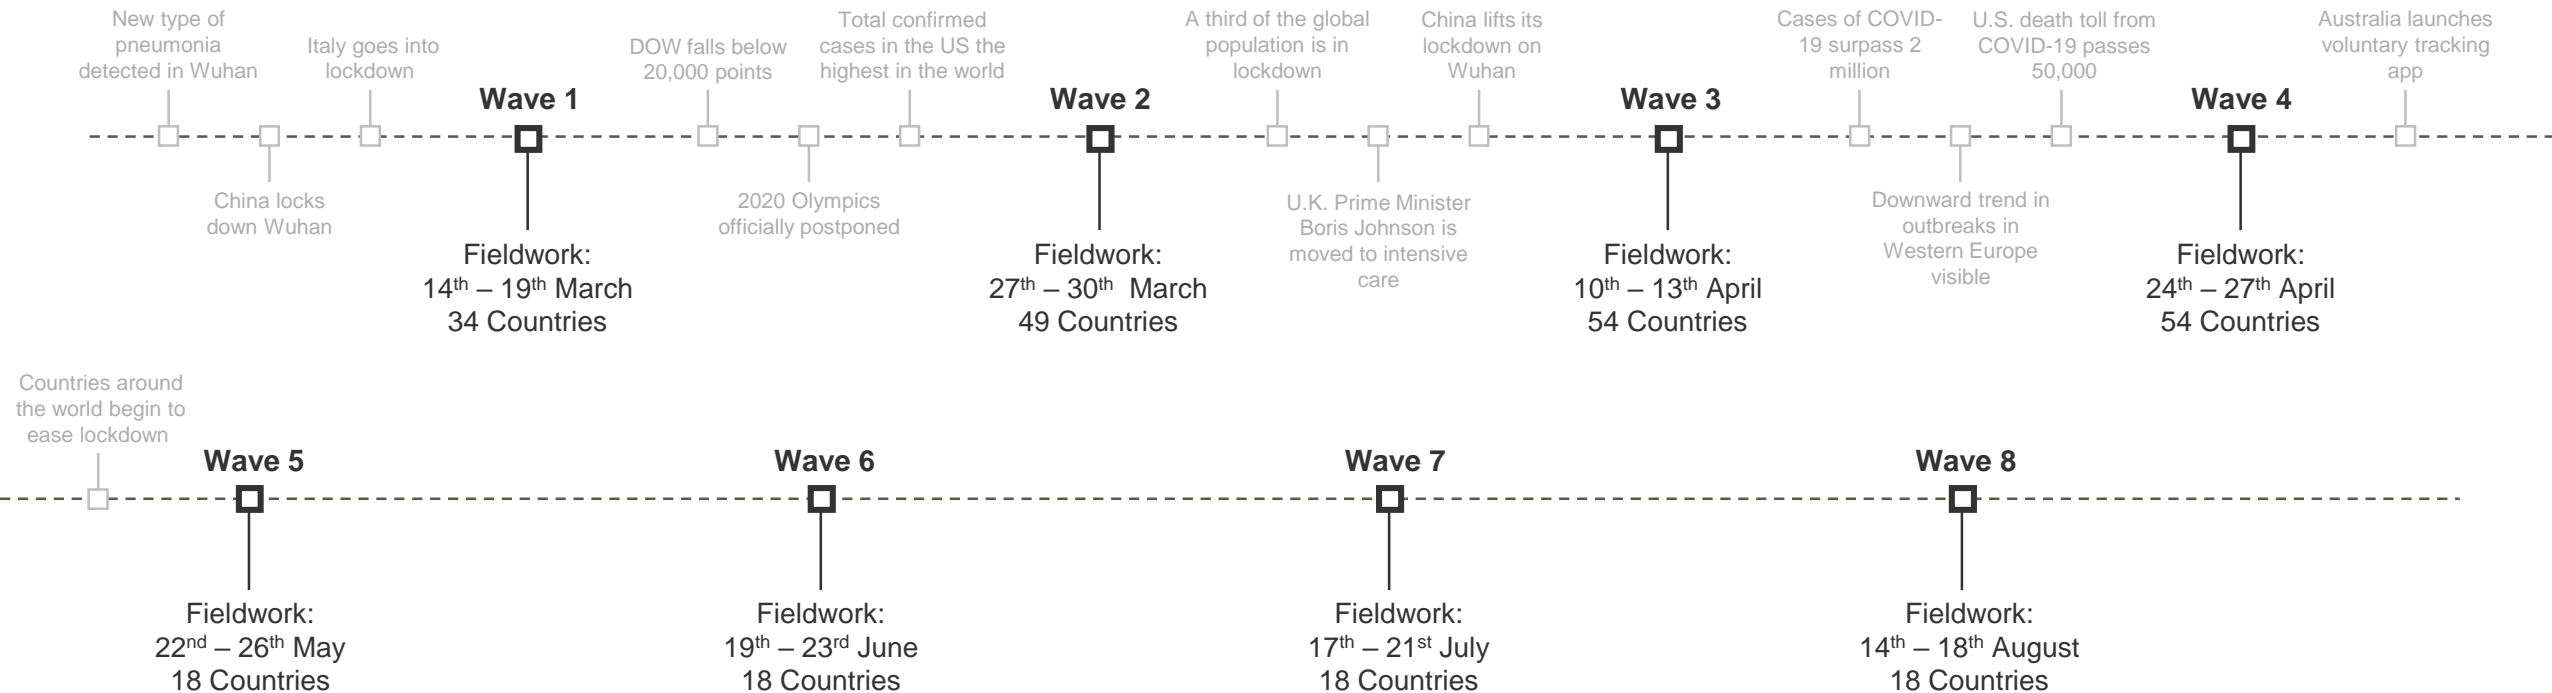 New type of
pneumonia
detected in Wuhan
China locks
down Wuhan
Italy goes into
lockdown
Wave 1
Fieldwork:
14th – 19th March
34 Countries
DOW falls below
20,000 points
2020 Olympics
officially postponed
Total confirmed
cases in the US the
highest in the world
Wave 2
Fieldwork:
27th – 30th March
49 Countries
A third of the global
population is in
lockdown
U.K. Prime Minister
Boris Johnson is
moved to intensive
care
China lifts its
lockdown on
Wuhan
Wave 3
Fieldwork:
10th – 13th April
54 Countries
Cases of COVID-
19 surpass 2
million
Downward trend in
outbreaks in
Western Europe
visible
U.S. death toll from
COVID-19 passes
50,000
Wave 4
Fieldwork:
24th – 27th April
54 Countries
Australia launches
voluntary tracking
app
Countries around
the world begin to
ease lockdown
Wave 5
Fieldwork:
22nd – 26th May
18 Countries
Wave 6
Fieldwork:
19th – 23rd June
18 Countries
Wave 7
Fieldwork:
17th – 21st July
18 Countries
Wave 8
Fieldwork:
14th – 18th August
18 Countries